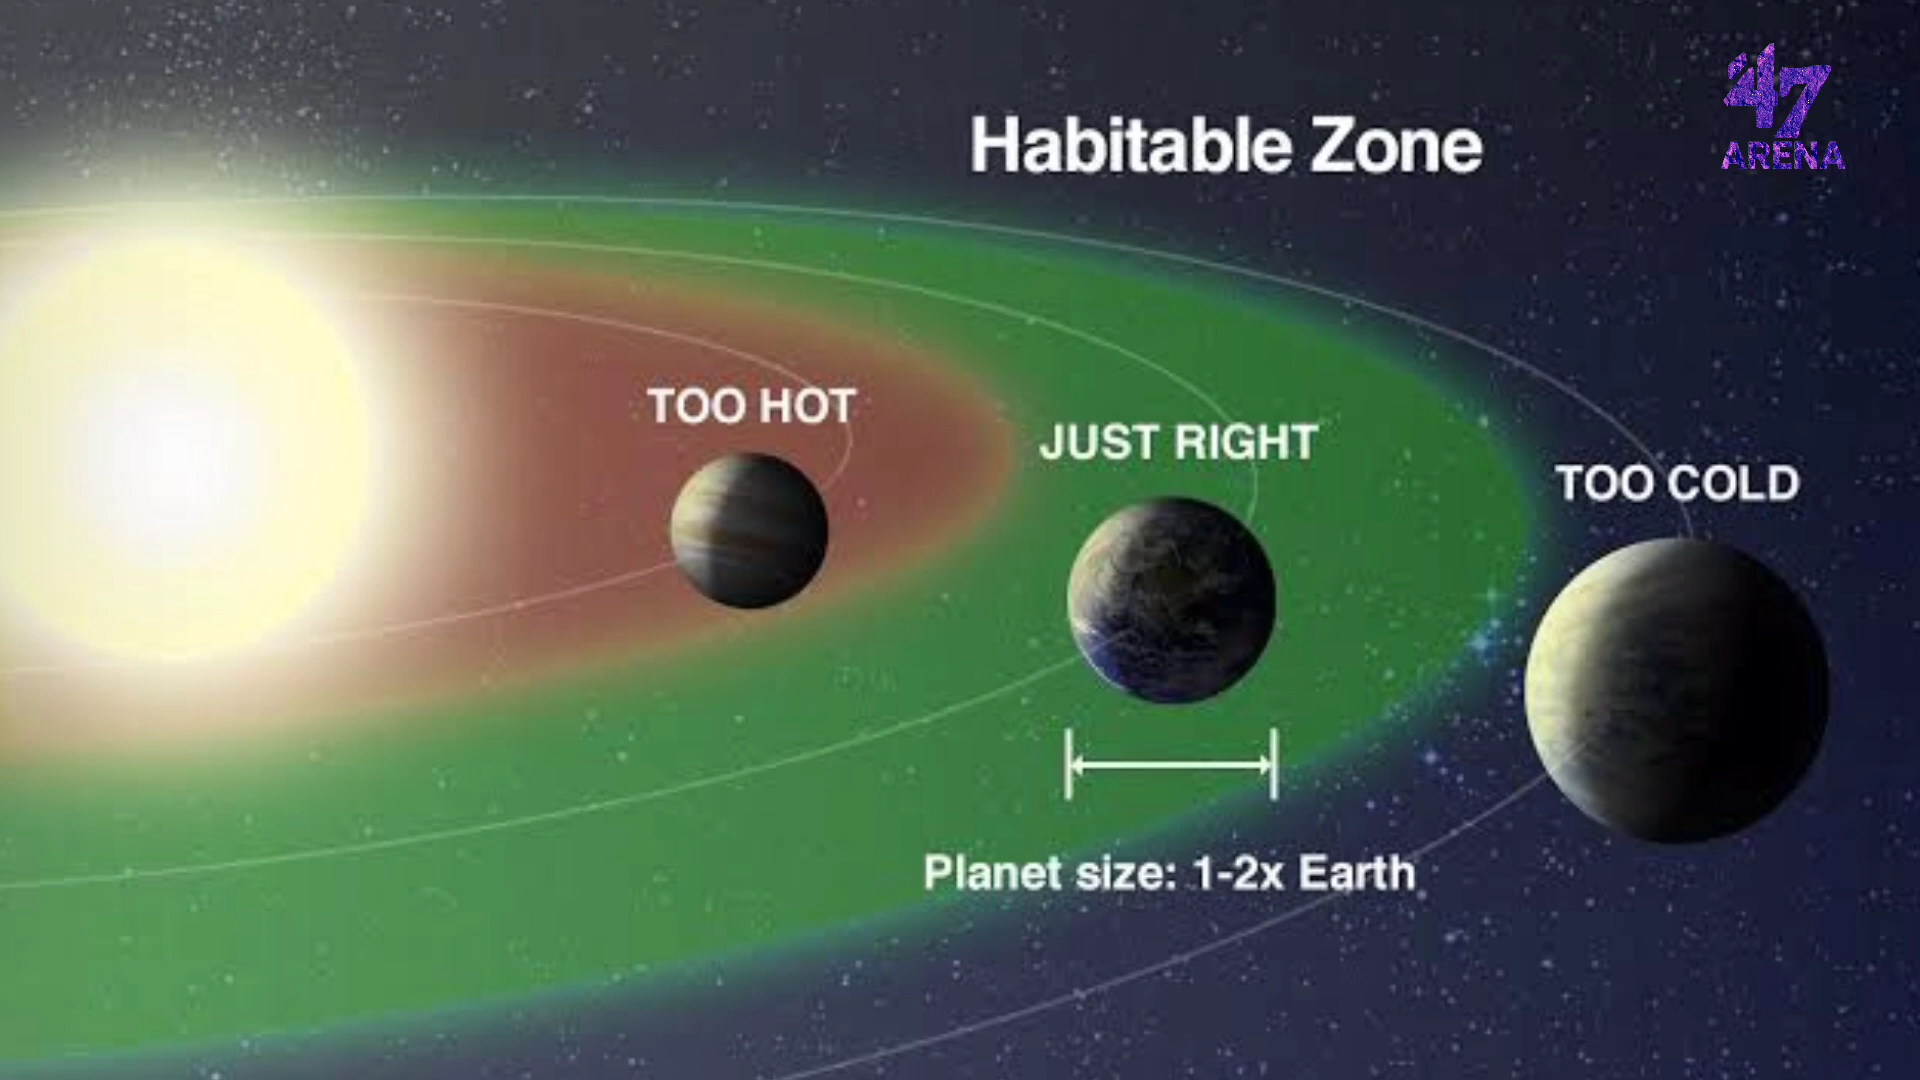 Habitable Zone
47
ARENA
TOO HOT
JUST RIGHT
TOO COLD
Planet size: 1-2x Earth